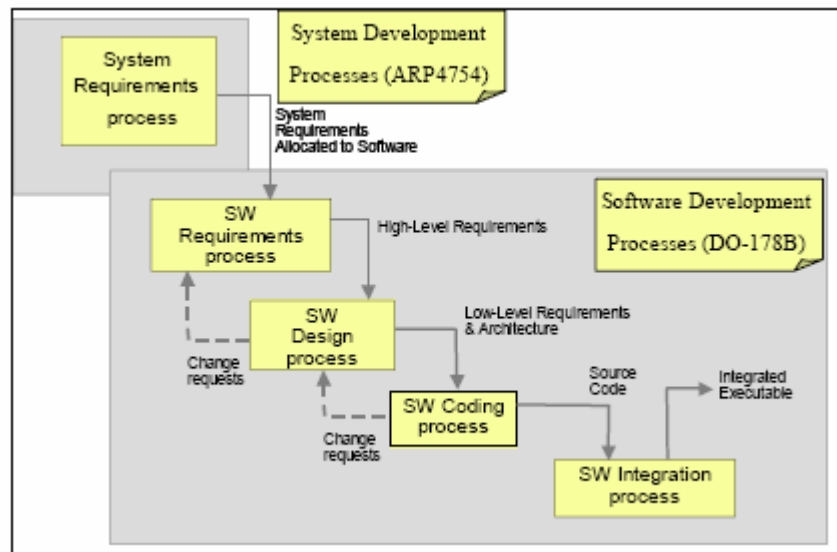 System
Requirements
process
System Development
Processes (ARP4754)
System
Requirements
Allocated to Software
SW
Requirements
process
High-Level Requirements
Software Development
Processes (DO-178B)
SW
Design
process
Low-Level Requirements
& Architecture
Change
requests
SW Coding
process
Source
Code
Integrated
Executable
Change
requests
SW Integration
process